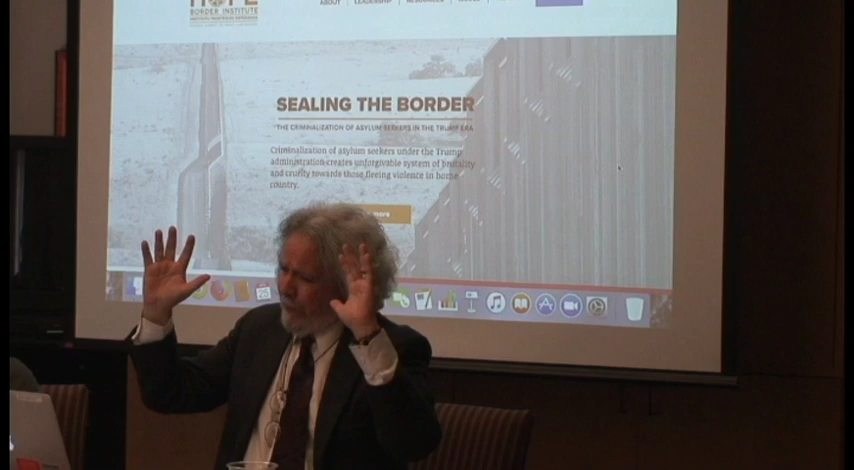 HOPE
BORDER INSTITUTE
ABOUT
LEADERSHIP
RESOURCES
SEALING THE BORDER
THE CRIMINALIZATION OF ASYLUM SEEKERS IN THE TRUMP ERA
Criminalization of asylum seekers under the Trump
administration creates unforgivable system of brutality
and cruelty towards those fleeing violence in home
country.
more